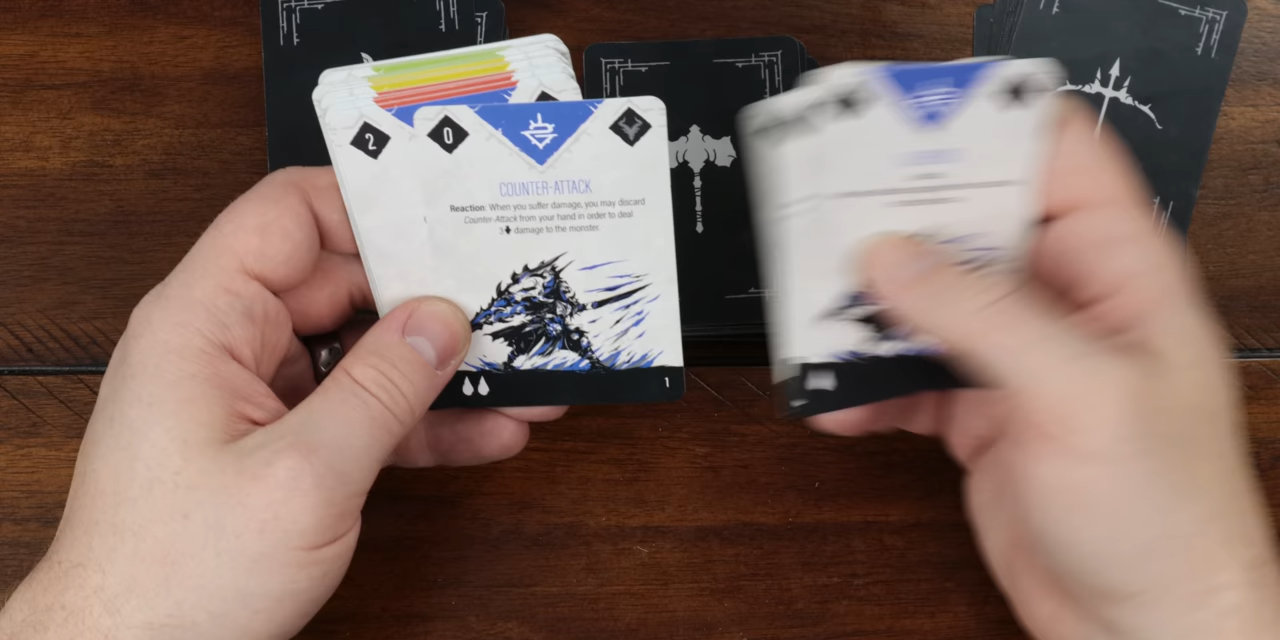 2
0
COUNTER-ATTACK
Reaction: When you suffer damage, you may discard
Counter-Attack from your hand in order to deal
3 damage to the monster.
1